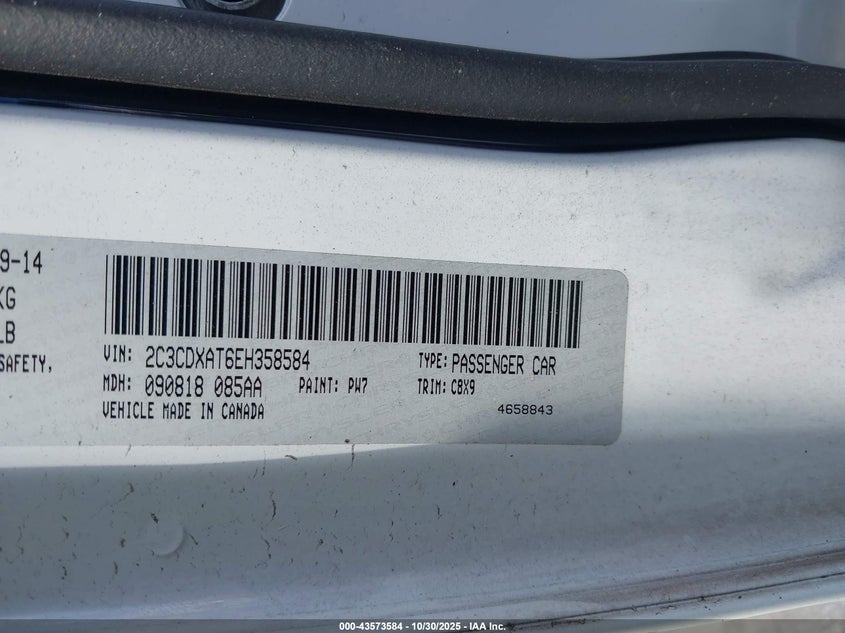 9-14
KG
LB
SAFETY,
VIN: 2C3CDXAT6EH358584 TYPE: PASSENGER CAR
MDH: 090818 085AA PAINT: PW7 TRIM: CBX9
VEHICLE MADE IN CANADA 4658843
000-43573584 - 10/30/2025 - IAA Inc.